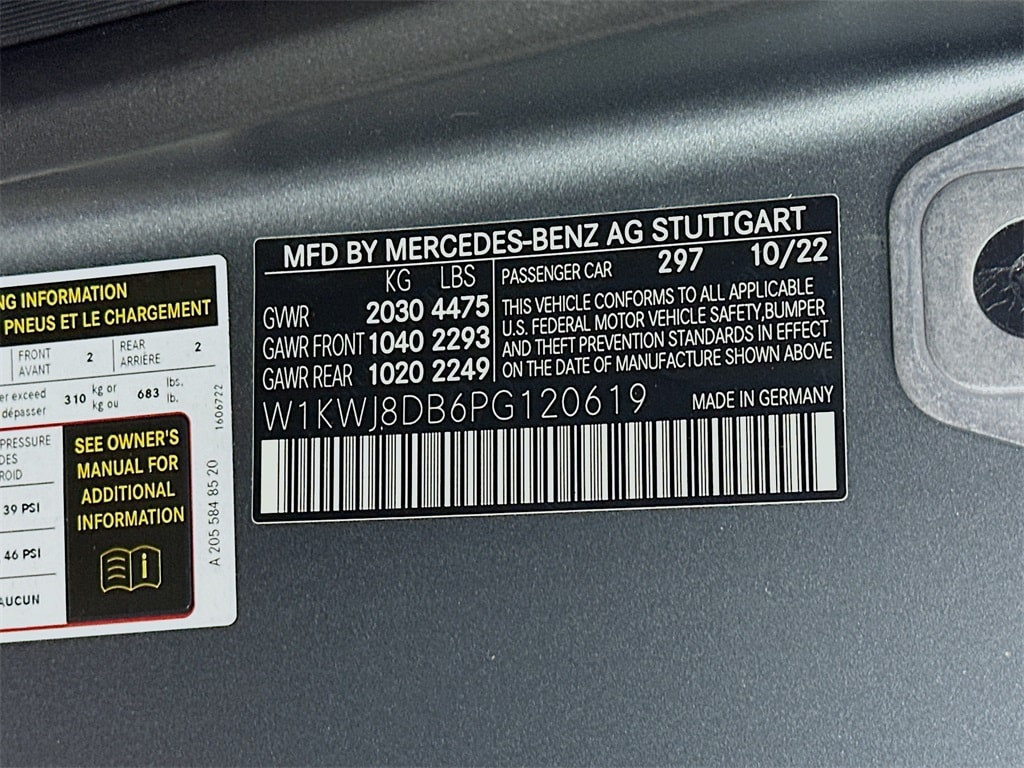 NG INFORMATION
PNEUS ET LE CHARGEMENT
FRONT 2 REAR 2
AVANT ARRIÈRE
er exceed 310 kg or 683 lbs.
dépasser kg ou lb.
PRESSURE
DES
ROID
39 PSI
46 PSI
AUCUN
SEE OWNER'S
MANUAL FOR
ADDITIONAL
INFORMATION
i
1606722
A 205 584 85 20
MFD BY MERCEDES-BENZ AG STUTTGART
KG LBS
GWR 2030 4475
GAWR FRONT 1040 2293
GAWR REAR 1020 2249
PASSENGER CAR 297 10/22
THIS VEHICLE CONFORMS TO ALL APPLICABLE
U.S. FEDERAL MOTOR VEHICLE SAFETY,BUMPER
AND THEFT PREVENTION STANDARDS IN EFFECT
ON THE DATE OF MANUFACTURE SHOWN ABOVE
W1KWJ8DB6PG120619 MADE IN GERMANY